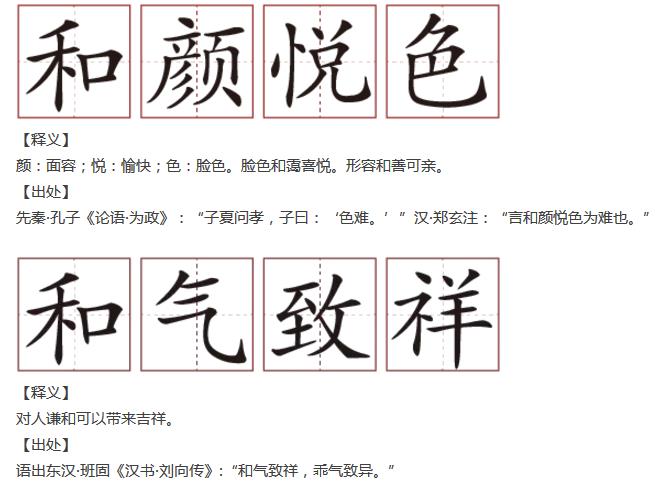 和颜悦色
【释义】
颜：面容；悦：愉快；色：脸色。脸色和霭喜悦。形容和善可亲。
【出处】
先秦·孔子《论语·为政》：“子夏问孝，子曰：‘色难。’”汉·郑玄注：“言和颜悦色为难也。”
和气致祥
【释义】
对人谦和可以带来吉祥。
【出处】
语出东汉·班固《汉书·刘向传》:“和气致祥，乖气致异。”